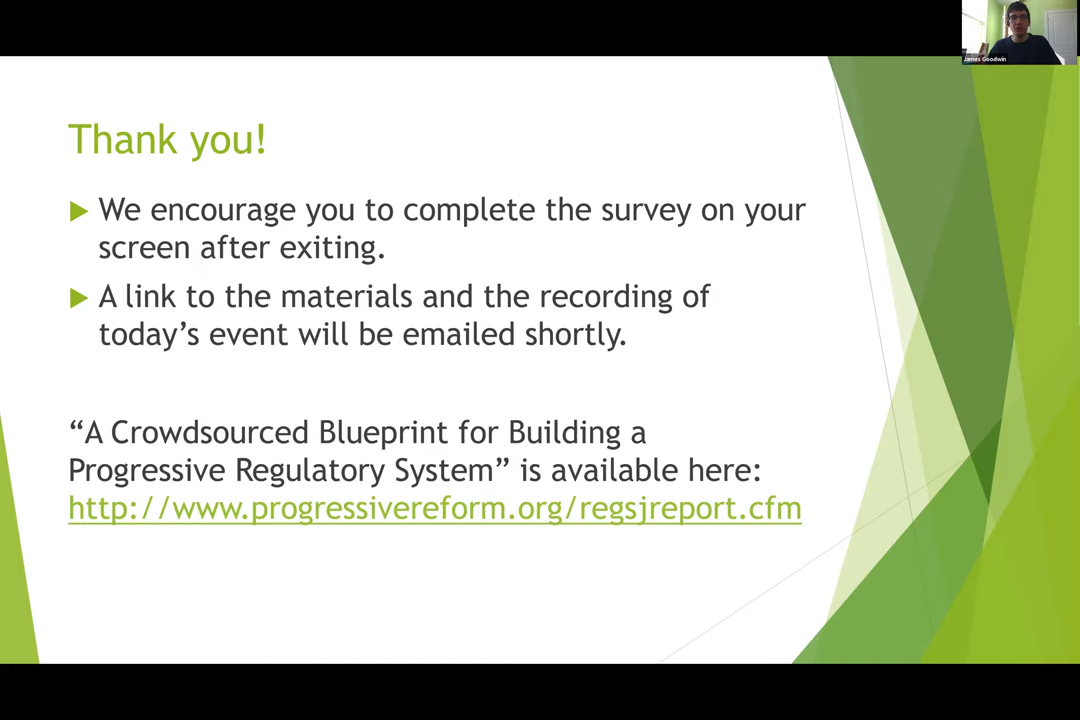 James Goodwin
Thank you!
We encourage you to complete the survey on your
screen after exiting.
A link to the materials and the recording of
today’s event will be emailed shortly.
“A Crowdsourced Blueprint for Building a
Progressive Regulatory System” is available here:
http://www.progressivereform.org/regsjreport.cfm